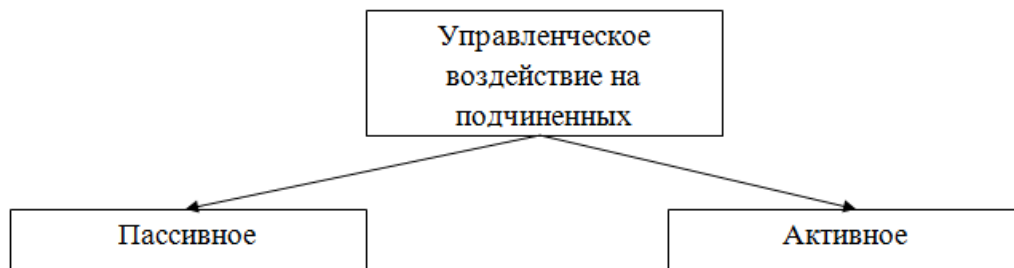 Управленческое
воздействие на
подчиненных
Пассивное
Активное